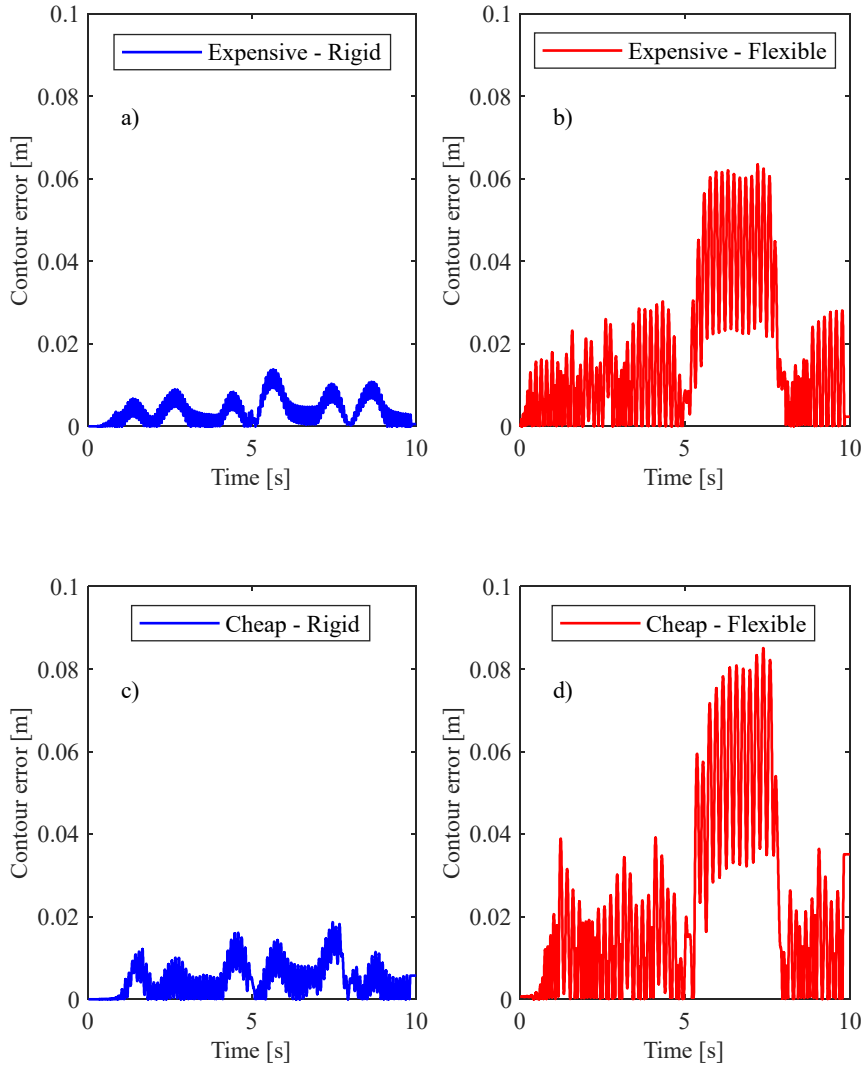 Expensive - Rigid
a)
0.1
0.08
0.06
0.04
0.02
0
Contour error [m]
0
5
10
Time [s]
Expensive - Flexible
b)
0.1
0.08
0.06
0.04
0.02
0
Contour error [m]
0
5
10
Time [s]
Cheap - Rigid
c)
0.1
0.08
0.06
0.04
0.02
0
Contour error [m]
0
5
10
Time [s]
Cheap - Flexible
d)
0.1
0.08
0.06
0.04
0.02
0
Contour error [m]
0
5
10
Time [s]